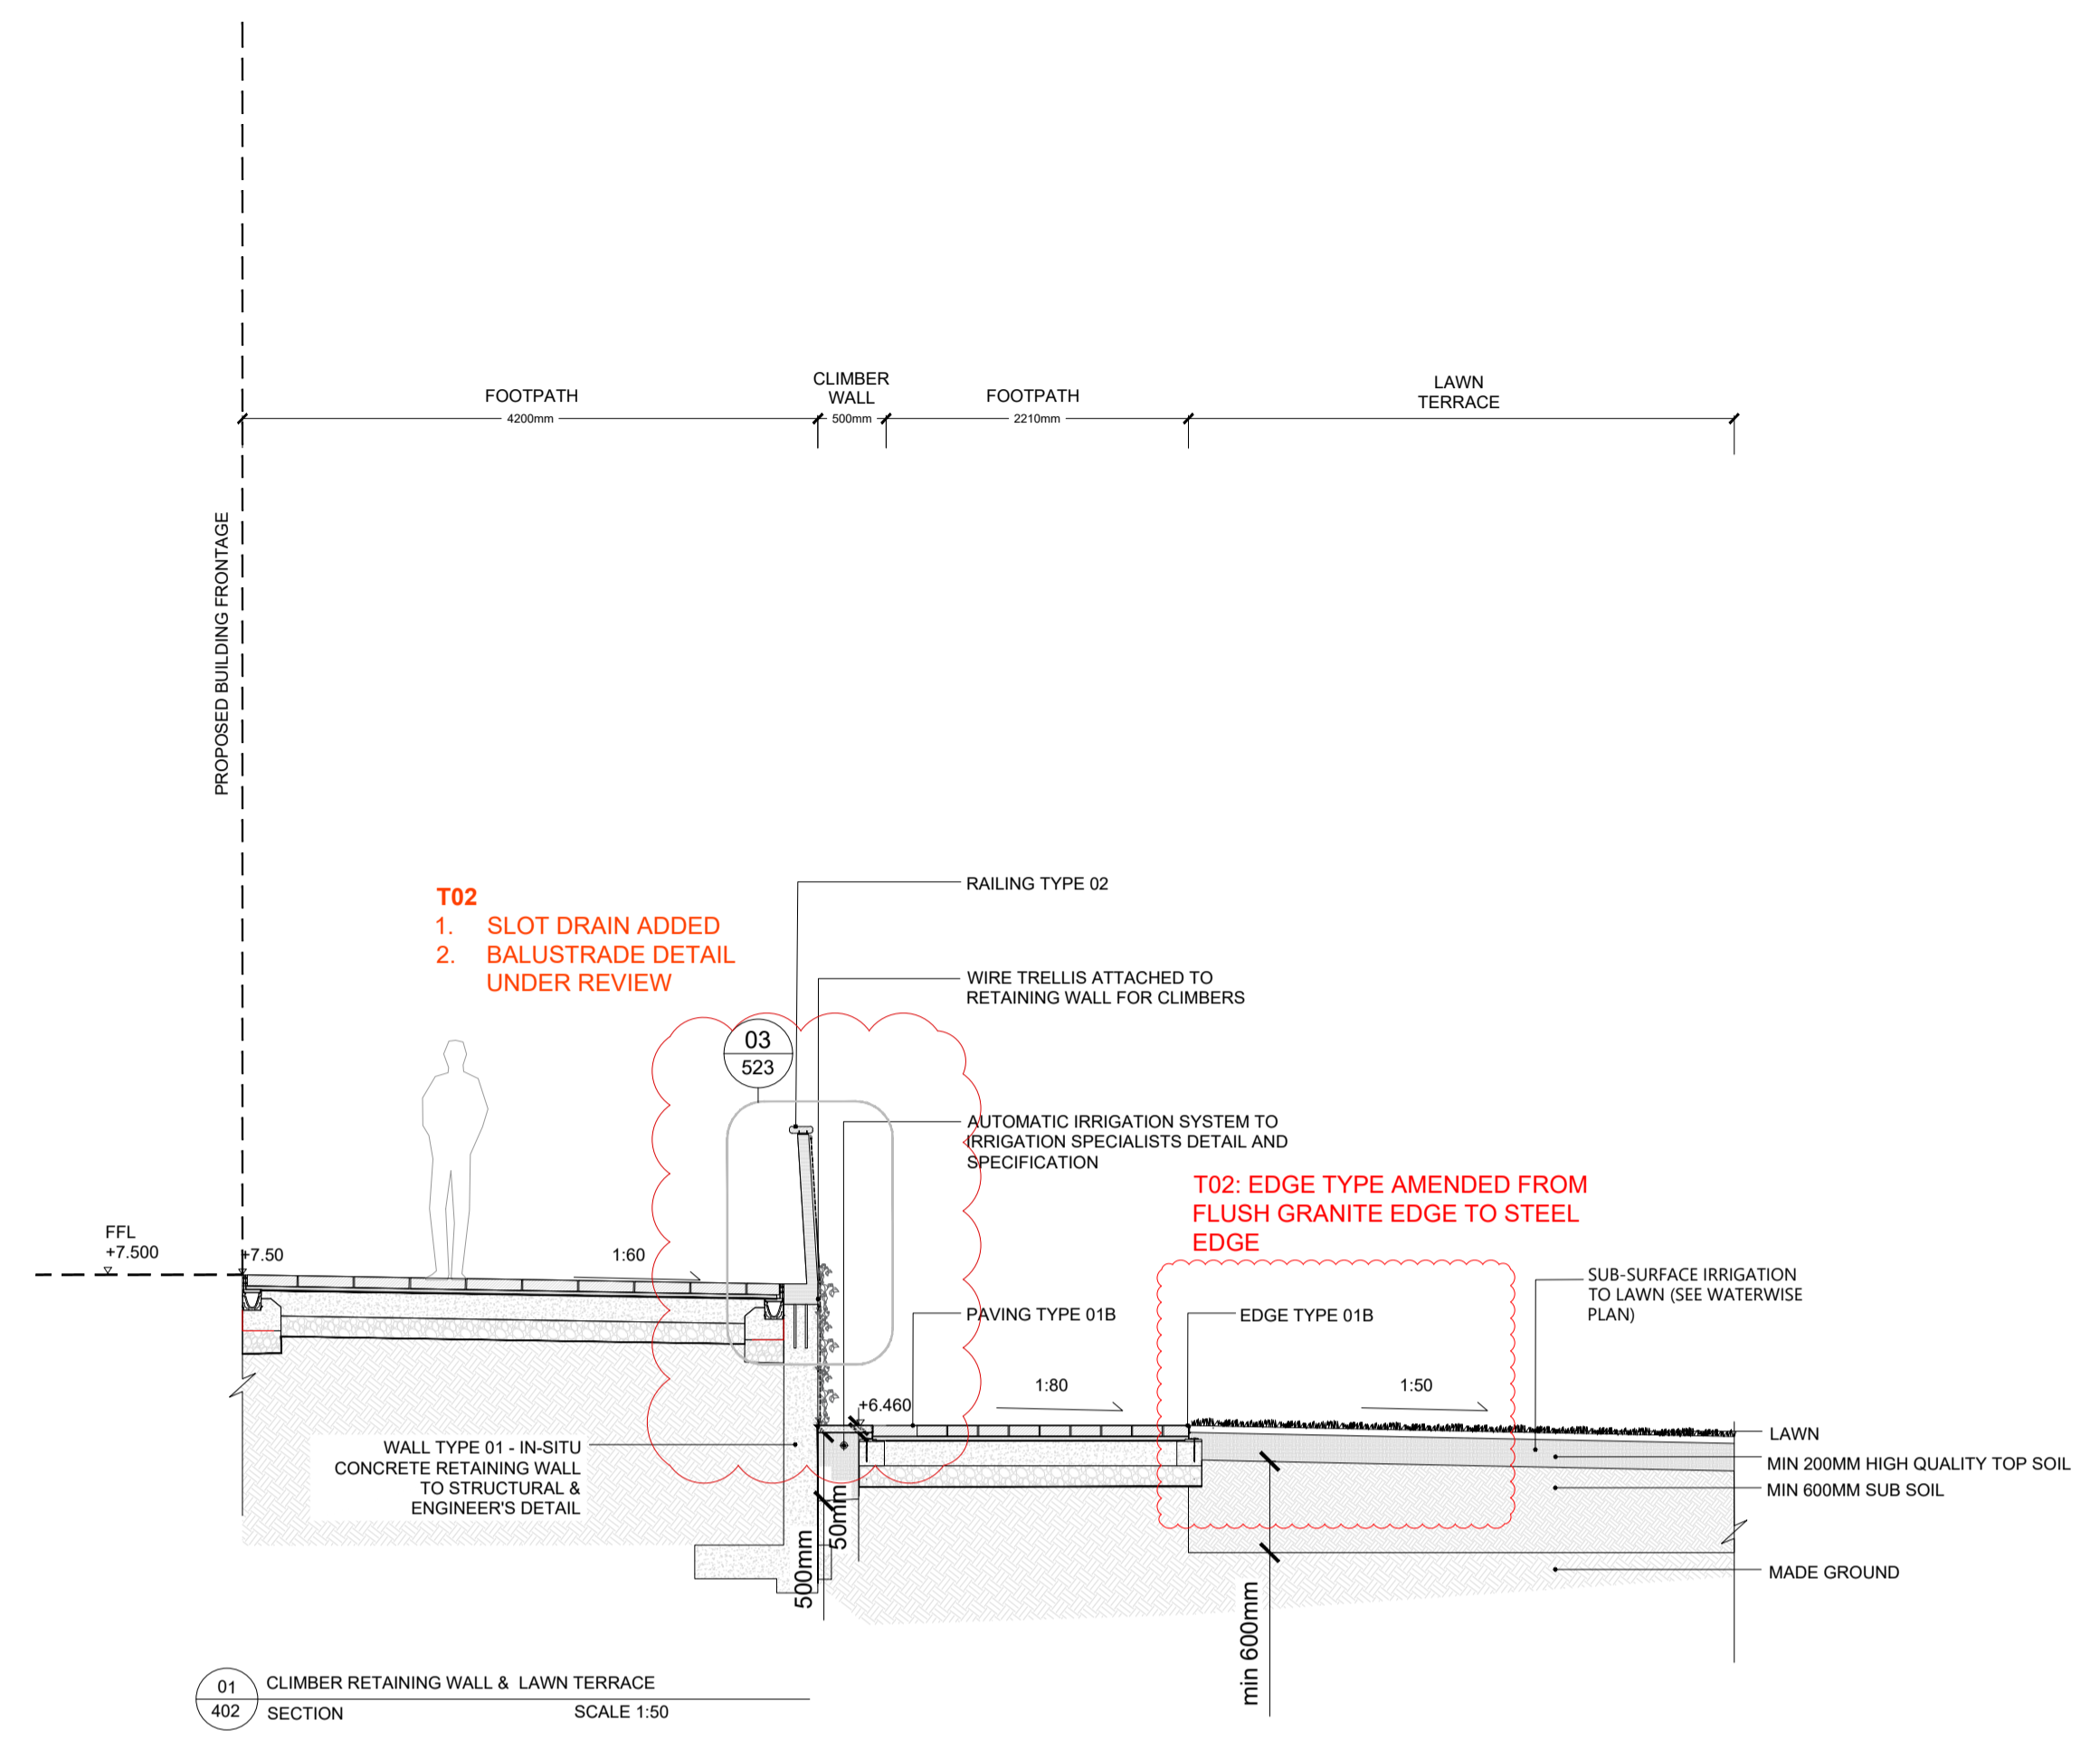 CLIMBER
WALL
LAWN
TERRACE
FOOTPATH
FOOTPATH
4200mm
500mm
2210mm
PROPOSED BUILDING FRONTAGE
RAILING TYPE 02
T02
1. SLOT DRAIN ADDED
2. BALUSTRADE DETAIL
UNDER REVIEW
WIRE TRELLIS ATTACHED TO
RETAINING WALL FOR CLIMBERS
03
523
AUTOMATIC IRRIGATION SYSTEM TO
IRRIGATION SPECIALISTS DETAIL AND
SPECIFICATION
T02: EDGE TYPE AMENDED FROM
FLUSH GRANITE EDGE TO STEEL
EDGE
FFL
+7.500
+7.50
1:60
SUB-SURFACE IRRIGATION
TO LAWN (SEE WATERWISE
PLAN)
PAVING TYPE 01B
EDGE TYPE 01B
1:80
1:50
+6.460
LAWN
WALL TYPE 01 - IN-SITU
CONCRETE RETAINING WALL
TO STRUCTURAL &
ENGINEER'S DETAIL
MIN 200MM HIGH QUALITY TOP SOIL
MIN 600MM SUB SOIL
50mm
500mm
MADE GROUND
min 600mm
01
402
CLIMBER RETAINING WALL & LAWN TERRACE
SECTION
SCALE 1:50